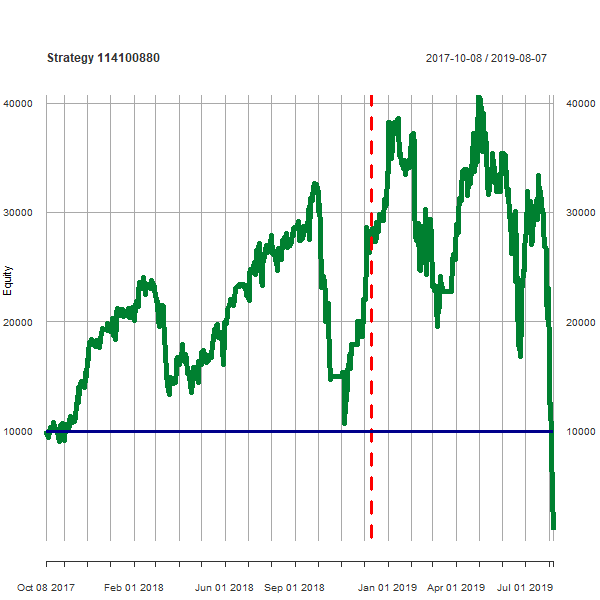 Strategy 114100880
2017-10-08 / 2019-08-07
40000
40000
30000
30000
Equity
20000
20000
10000
10000
Oct 08 2017
Feb 01 2018
Jun 01 2018
Sep 01 2018
Jan 01 2019
Apr 01 2019
Jul 01 2019